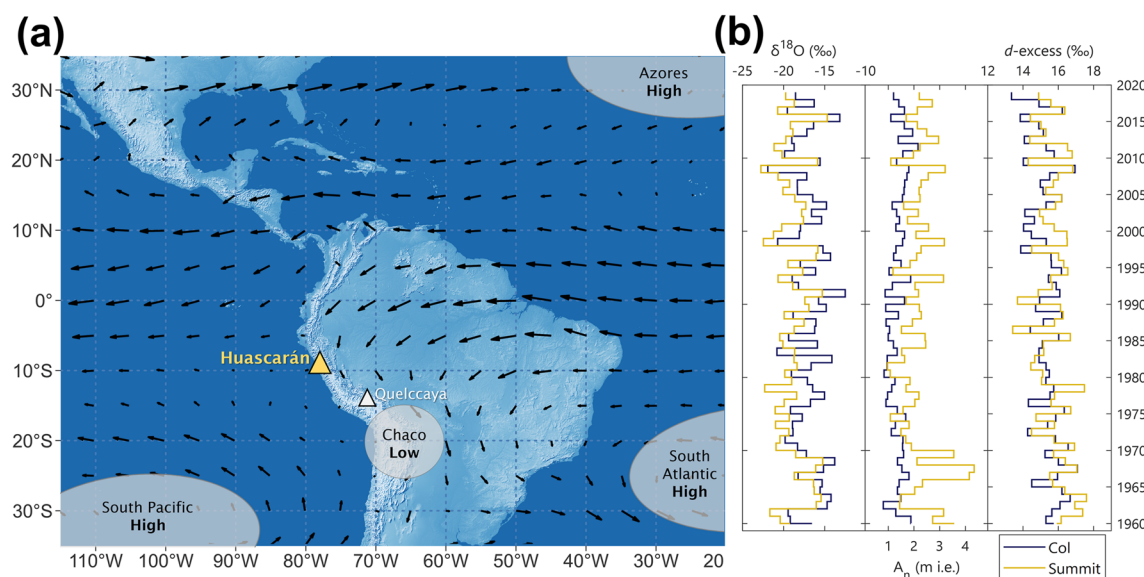 (a)
(b)
δ¹⁸O (‰)
d-excess (‰)
-25 -20 -15 -10
12 14 16 18
30°N
20°N
10°N
0°
10°S
20°S
30°S
Azores
High
Huascarán
Quelccaya
Chaco
Low
South
Atlantic
High
South Pacific
High
110°W 100°W 90°W 80°W 70°W 60°W 50°W 40°W 30°W 20°W
2020
2015
2010
2005
2000
1995
1990
1985
1980
1975
1970
1965
1960
1 2 3 4
Aₙ (m i.e.)
Col
Summit